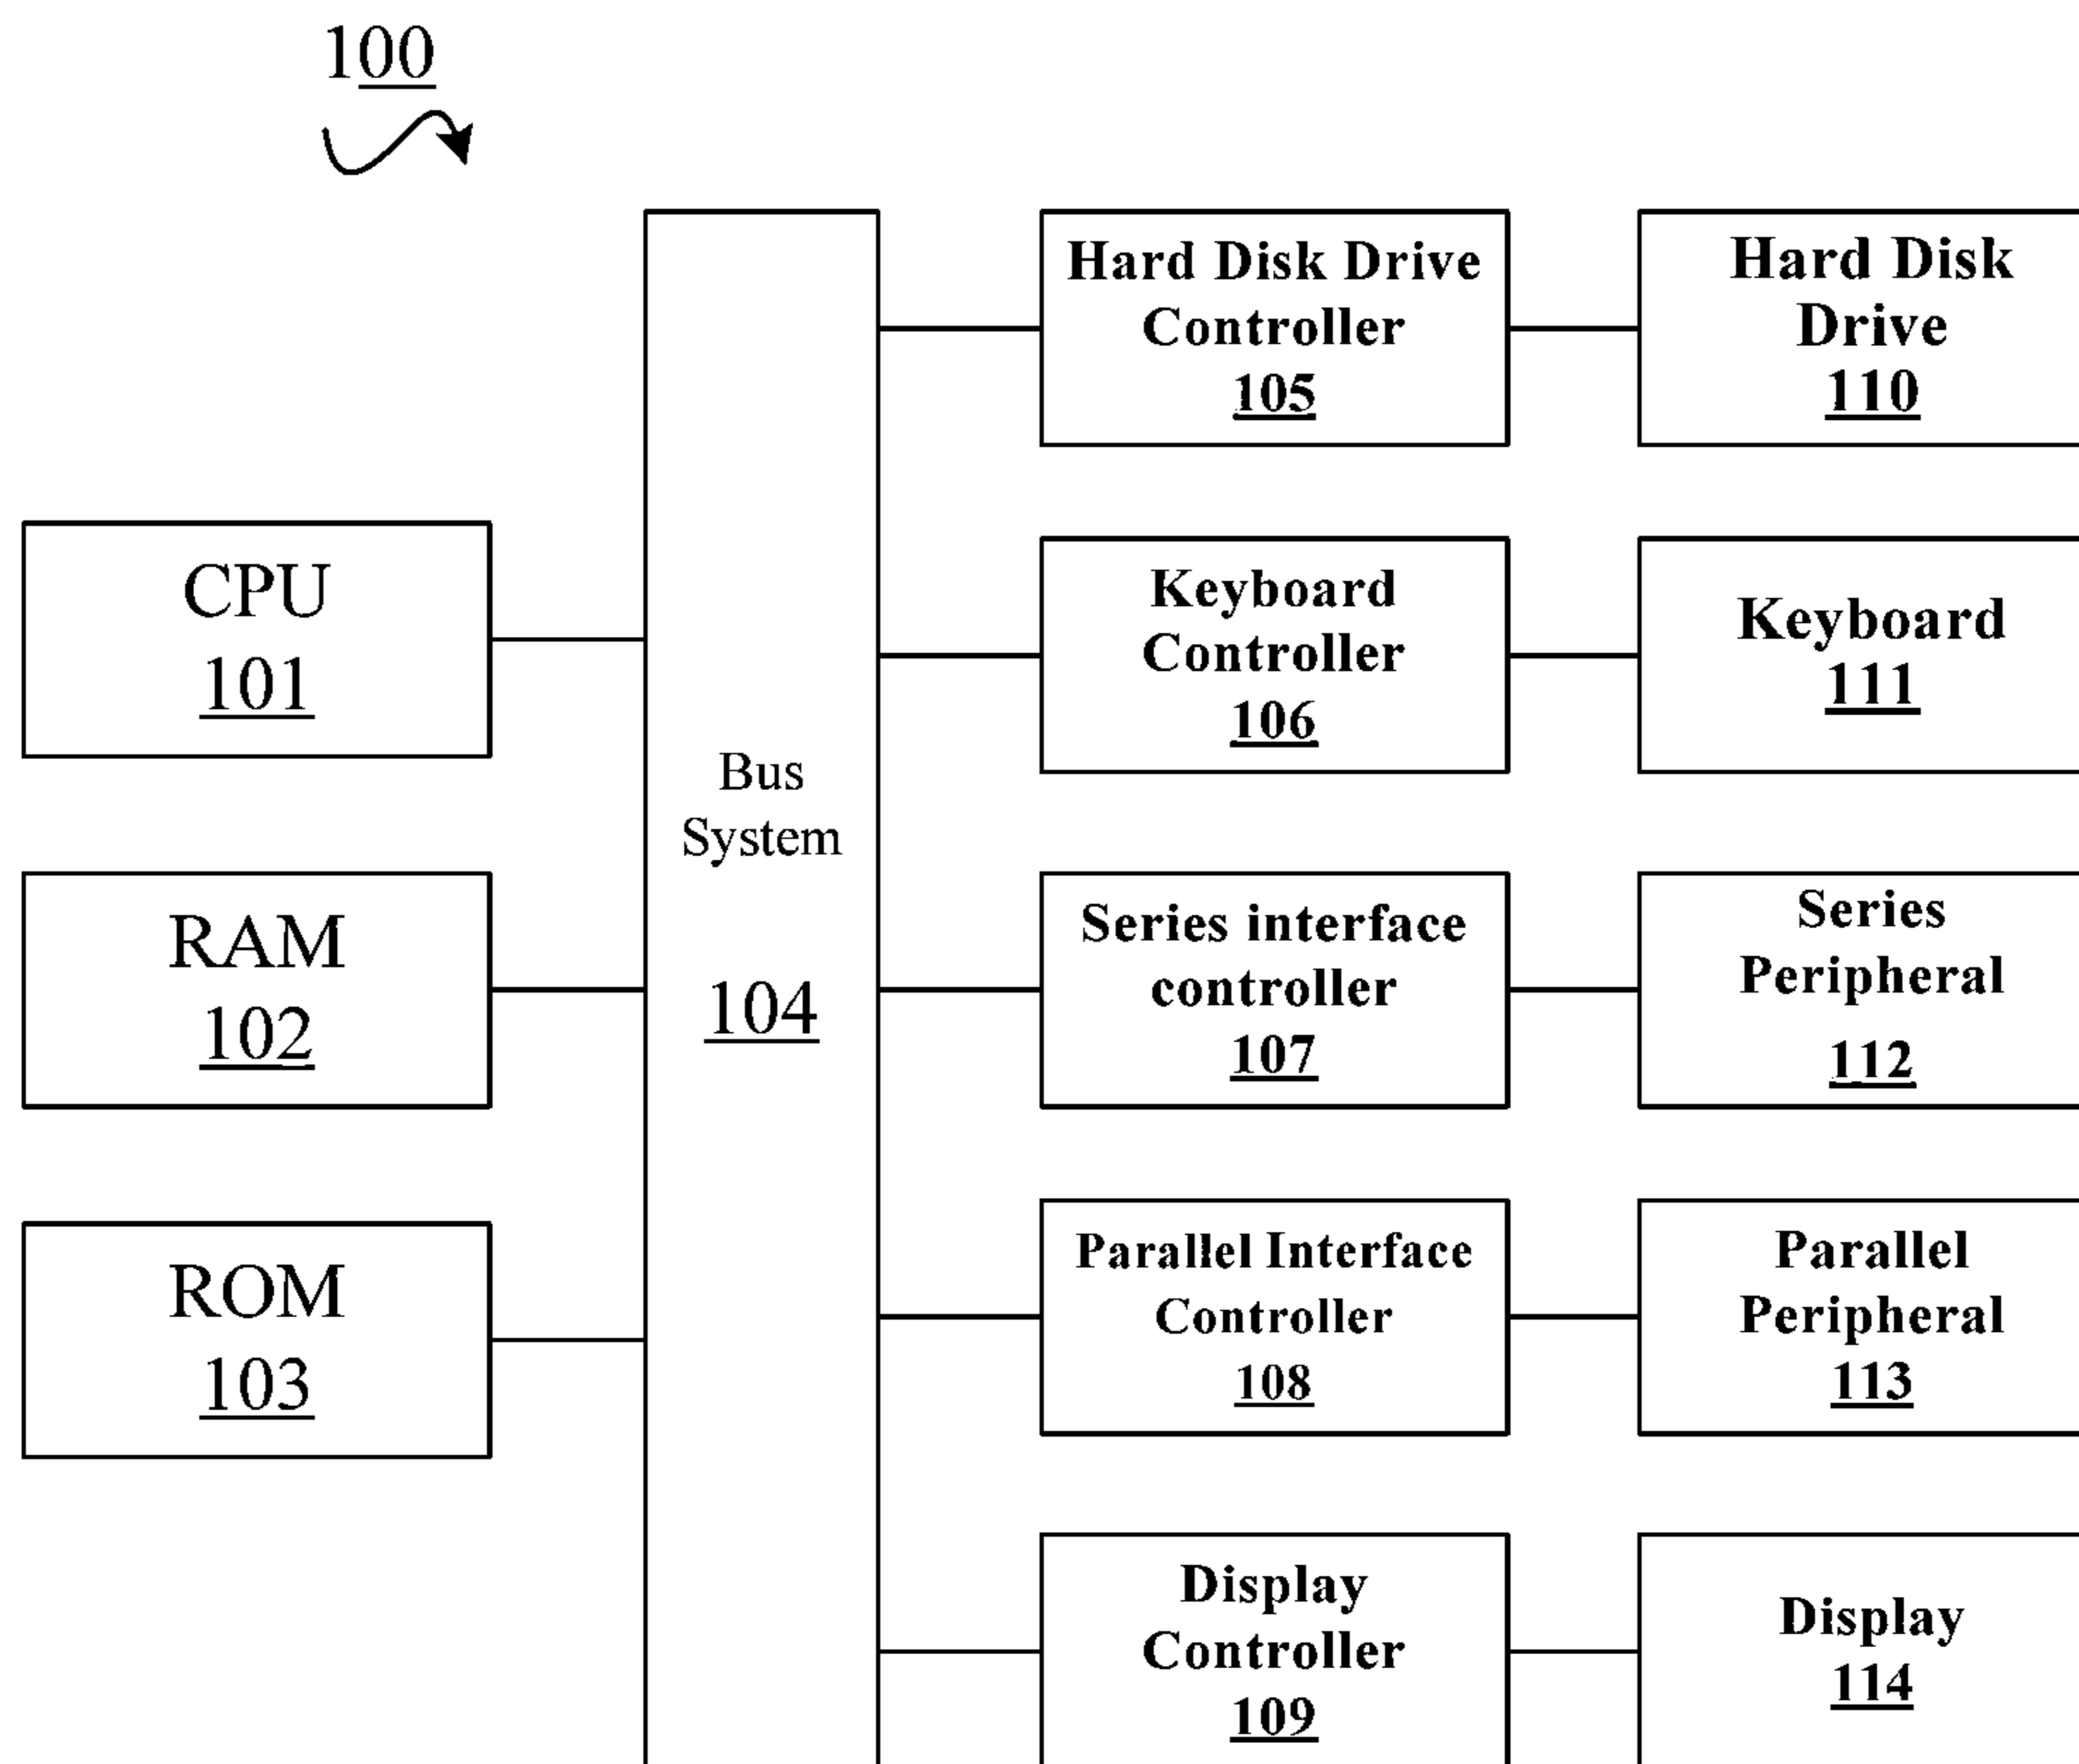 100
Hard Disk Drive
Controller
105
Hard Disk
Drive
110
CPU
101
Keyboard
Controller
106
Keyboard
111
Bus
System
104
RAM
102
Series interface
controller
107
Series
Peripheral
112
ROM
103
Parallel Interface
Controller
108
Parallel
Peripheral
113
Display
Controller
109
Display
114